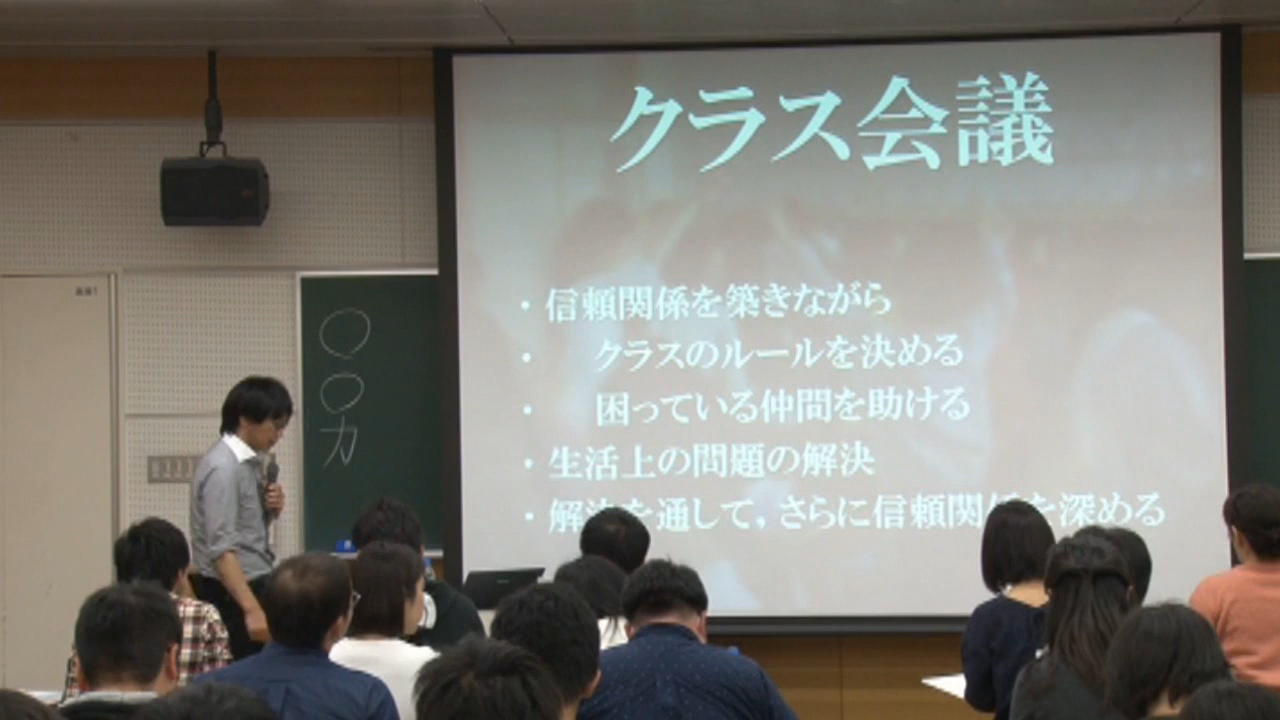 クラス会議
・信頼関係を築きながら
・ クラスのルールを決める
・ 困っている仲間を助ける
・生活上の問題の解決
・解決を通して，さらに信頼関係を深める
〇
〇
力